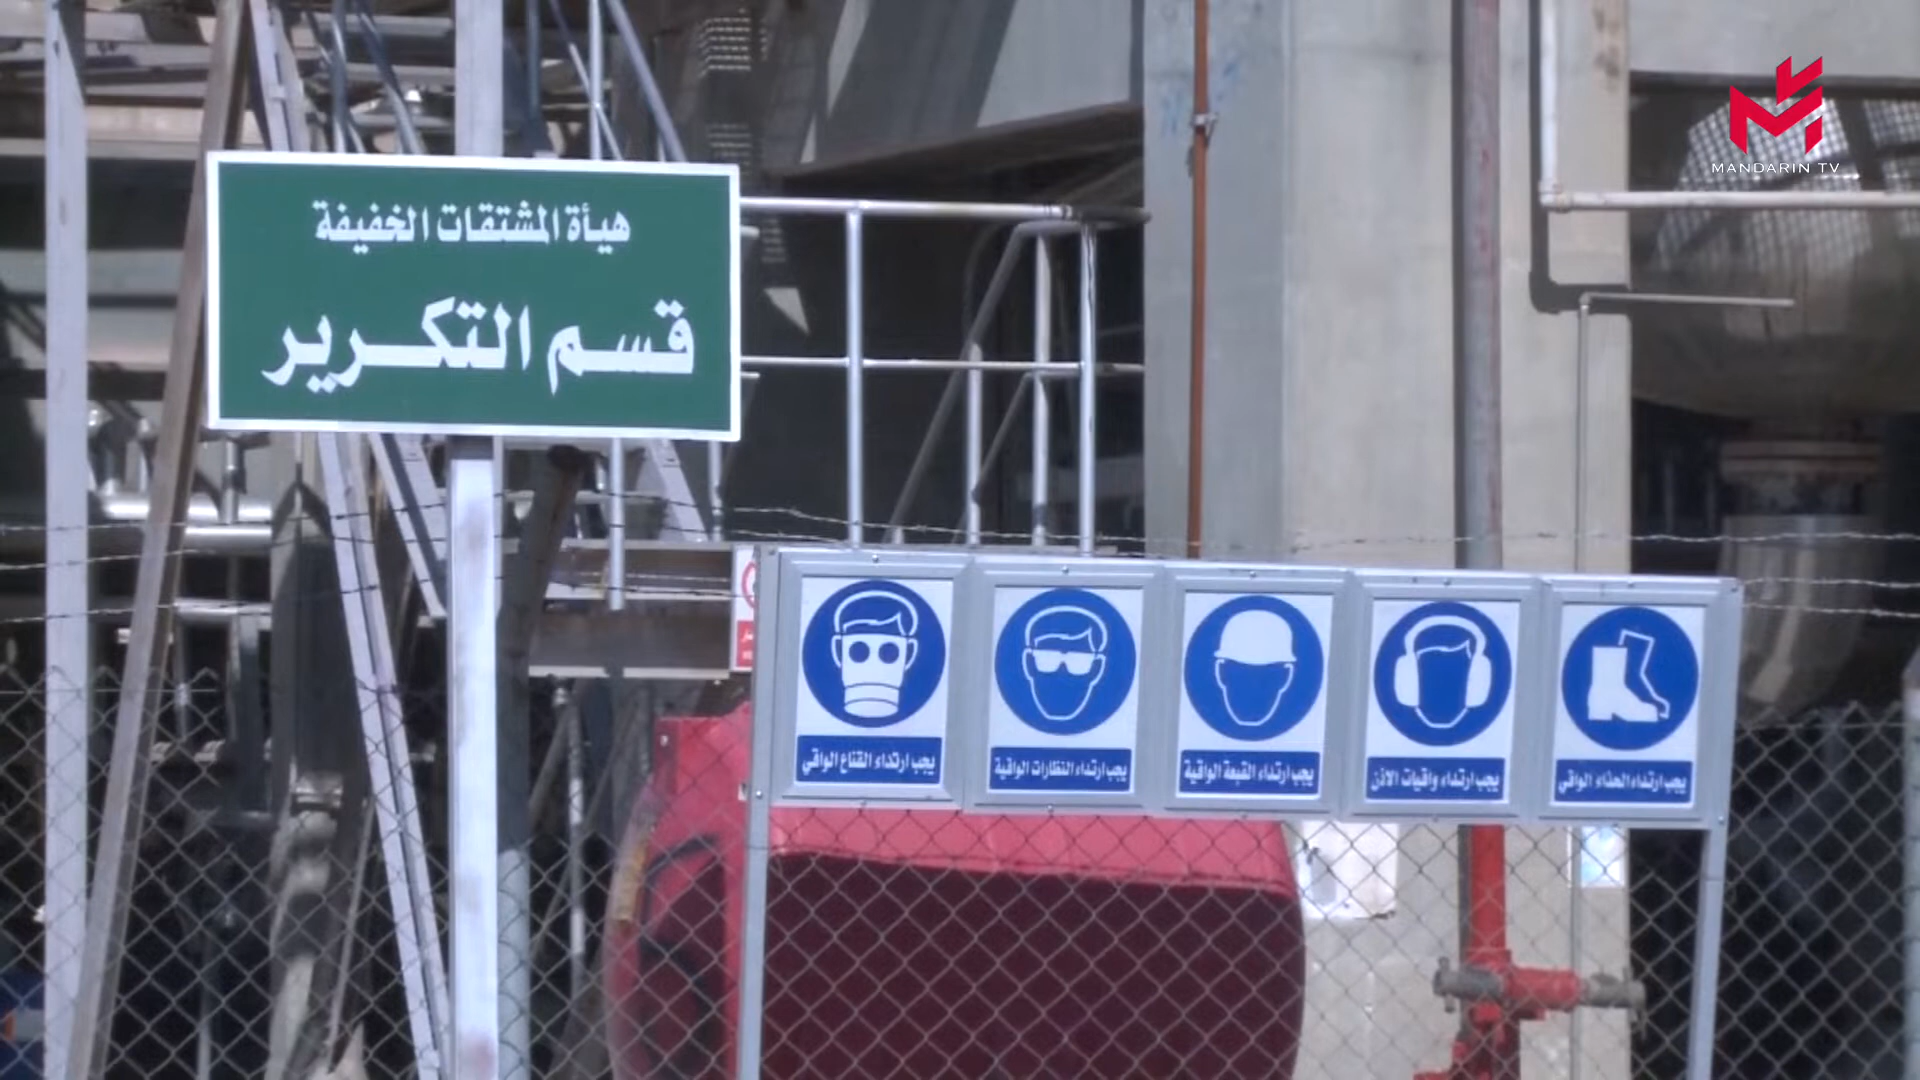 MANDARIN TV
هيأة المشتقات الخفيفة
قسم التكرير
يجب ارتداء القناع الواقي
يجب ارتداء النظارات الواقية
يجب ارتداء القبعة الواقية
يجب ارتداء واقيات الاذن
يجب ارتداء الحذاء الواقي